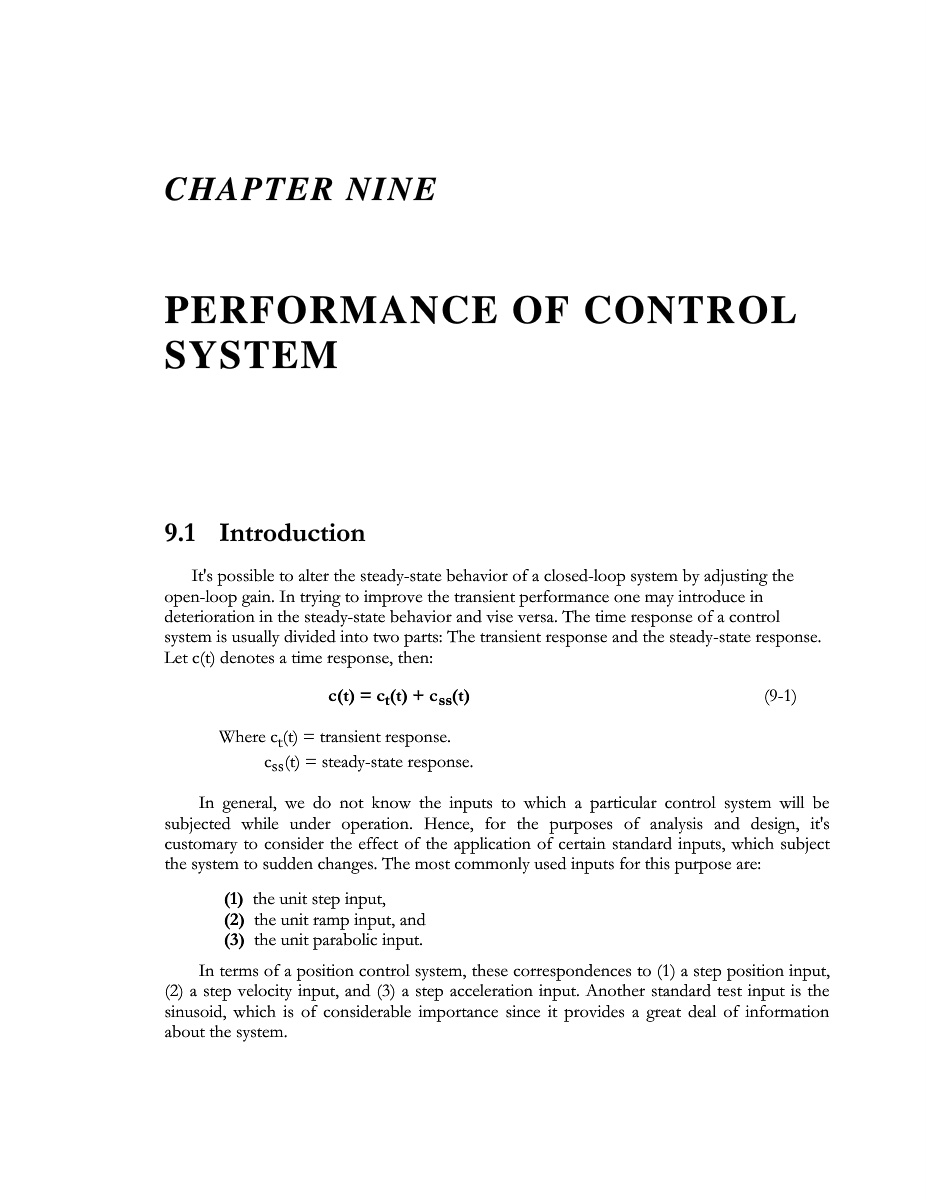 CHAPTER NINE
PERFORMANCE OF CONTROL
SYSTEM
9.1 Introduction
It's possible to alter the steady-state behavior of a closed-loop system by adjusting the
open-loop gain. In trying to improve the transient performance one may introduce in
deterioration in the steady-state behavior and vise versa. The time response of a control
system is usually divided into two parts: The transient response and the steady-state response.
Let c(t) denotes a time response, then:
c(t) = ct(t) + css(t) (9-1)
Where ct(t) = transient response.
css(t) = steady-state response.
In general, we do not know the inputs to which a particular control system will be
subjected while under operation. Hence, for the purposes of analysis and design, it's
customary to consider the effect of the application of certain standard inputs, which subject
the system to sudden changes. The most commonly used inputs for this purpose are:
(1) the unit step input,
(2) the unit ramp input, and
(3) the unit parabolic input.
In terms of a position control system, these correspondences to (1) a step position input,
(2) a step velocity input, and (3) a step acceleration input. Another standard test input is the
sinusoid, which is of considerable importance since it provides a great deal of information
about the system.